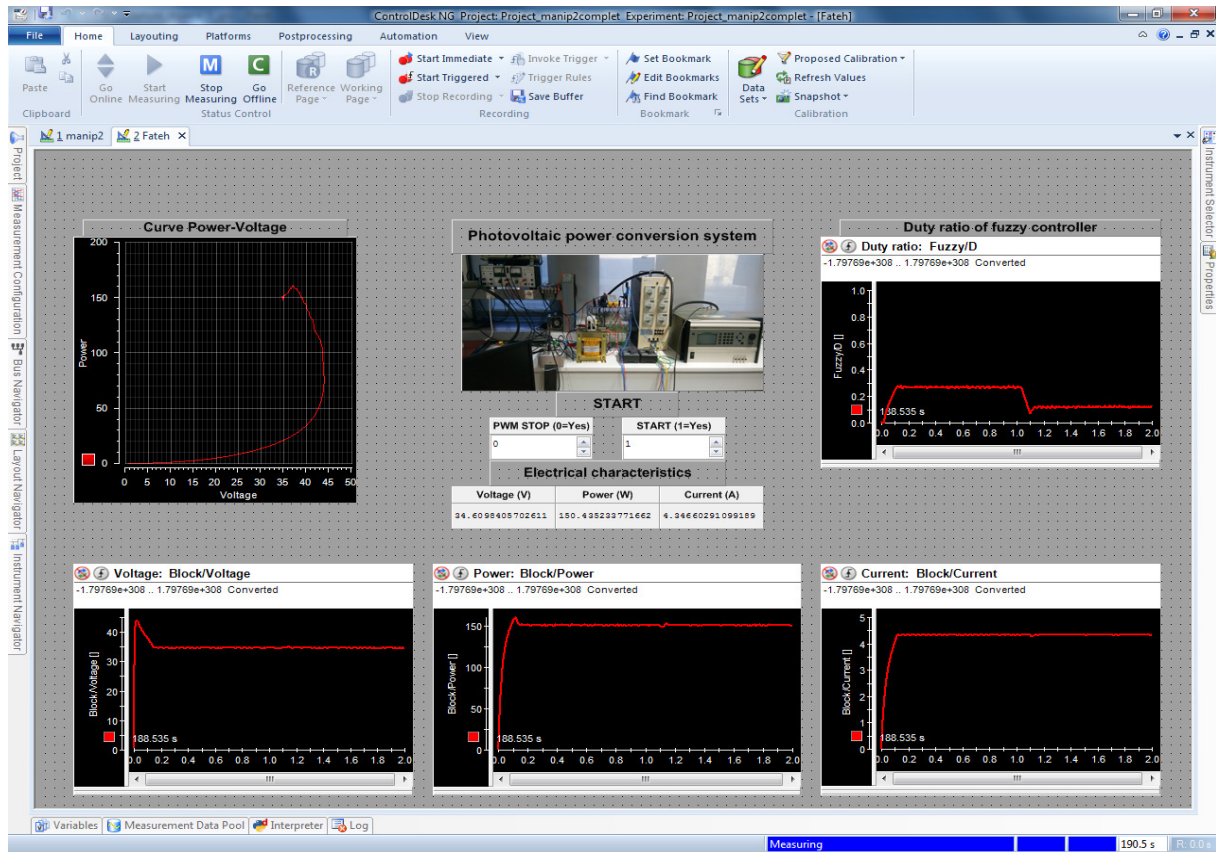 ControlDesk NG Project: Project_manip2complet Experiment: Project_manip2complet - [Fateh]
File Home Layouting Platforms Postprocessing Automation View
Paste
Go Online
Start Measuring
Stop Measuring
Go Offline
Reference Page
Working Page
Start Immediate
Invoke Trigger
Start Triggered
Trigger Rules
Stop Recording
Save Buffer
Set Bookmark
Edit Bookmarks
Find Bookmark
Data Sets
Proposed Calibration
Refresh Values
Snapshot
Clipboard
Status Control
Recording
Bookmark
Calibration
1 manip2
2 Fateh
Project
Measurement Configuration
Bus Navigator
Layout Navigator
Instrument Navigator
Instrument Selector
Properties
Curve Power-Voltage
200
150
100
50
0
Power
0 5 10 15 20 25 30 35 40 45 50
Voltage
Photovoltaic power conversion system
START
PWM STOP (0=Yes)
0
START (1=Yes)
1
Electrical characteristics
Voltage (V) Power (W) Current (A)
34.6098405702611 150.435233771662 4.34660291099189
Duty ratio of fuzzy controller
Duty ratio: Fuzzy/D
-1.79769e+308 .. 1.79769e+308 Converted
1.0
0.8
0.6
0.4
0.2
0.0
Fuzzy/D []
188.535 s
0.0 0.2 0.4 0.6 0.8 1.0 1.2 1.4 1.6 1.8 2.0
Voltage: Block/Voltage
-1.79769e+308 .. 1.79769e+308 Converted
40
30
20
10
0
Block/Voltage []
188.535 s
0.0 0.2 0.4 0.6 0.8 1.0 1.2 1.4 1.6 1.8 2.0
Power: Block/Power
-1.79769e+308 .. 1.79769e+308 Converted
150
100
50
0
Block/Power []
188.535 s
0.0 0.2 0.4 0.6 0.8 1.0 1.2 1.4 1.6 1.8 2.0
Current: Block/Current
-1.79769e+308 .. 1.79769e+308 Converted
5
4
3
2
1
0
Block/Current []
188.535 s
0.0 0.2 0.4 0.6 0.8 1.0 1.2 1.4 1.6 1.8 2.0
Variables
Measurement Data Pool
Interpreter
Log
Measuring
190.5 s
R: 0.0 s